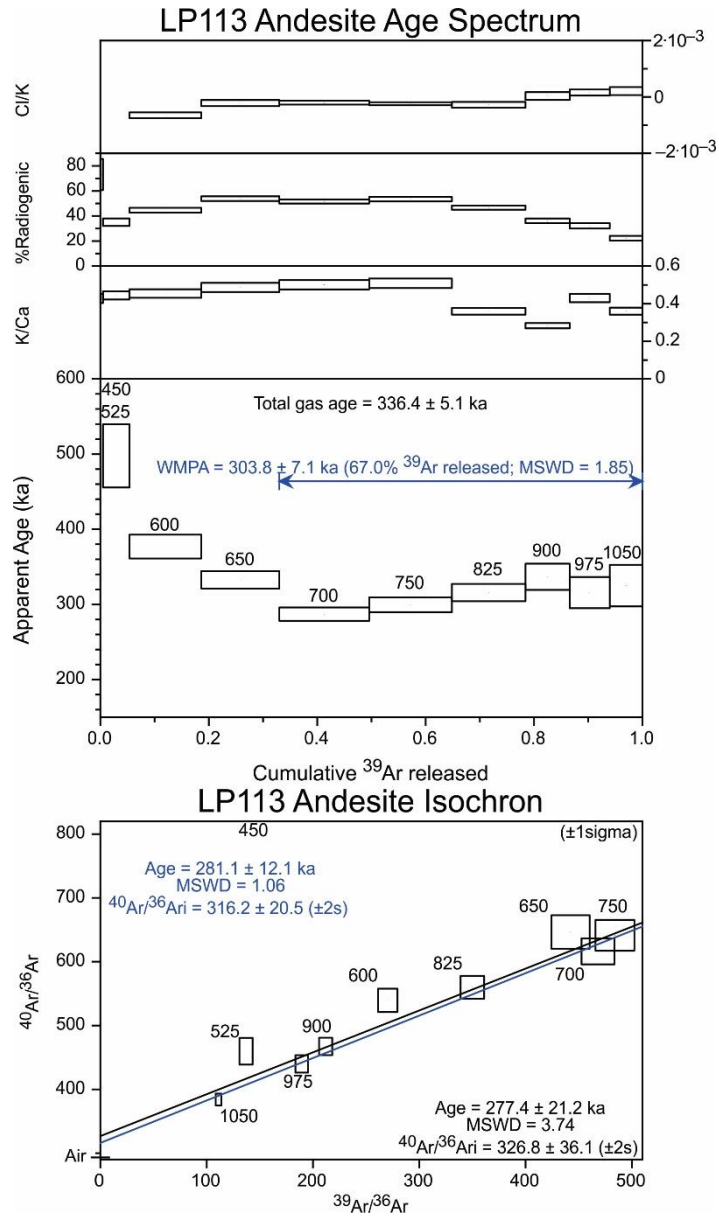 LP113 Andesite Age Spectrum
Cl/K
2·10⁻³
0
−2·10⁻³
%Radiogenic
80
60
40
20
0
K/Ca
0.6
0.4
0.2
0
Apparent Age (ka)
600
500
400
300
200
450
525
Total gas age = 336.4 ± 5.1 ka
WMPA = 303.8 ± 7.1 ka (67.0% ³⁹Ar released; MSWD = 1.85)
600
650
700
750
825
900
975
1050
0.0 0.2 0.4 0.6 0.8 1.0
Cumulative ³⁹Ar released
LP113 Andesite Isochron
⁴⁰Ar/³⁶Ar
800
700
600
500
400
Air
450
(±1sigma)
Age = 281.1 ± 12.1 ka
MSWD = 1.06
⁴⁰Ar/³⁶Ari = 316.2 ± 20.5 (±2s)
650
750
700
825
600
525
900
975
1050
Age = 277.4 ± 21.2 ka
MSWD = 3.74
⁴⁰Ar/³⁶Ari = 326.8 ± 36.1 (±2s)
0 100 200 300 400 500
³⁹Ar/³⁶Ar